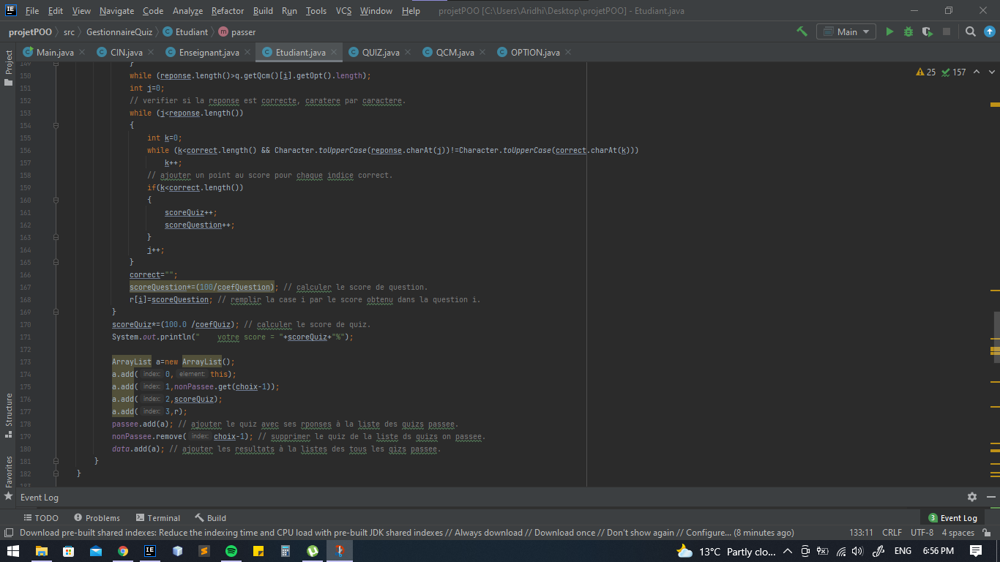 File Edit View Navigate Code Analyze Refactor Build Run Tools VCS Window Help projetPOO [C:\Users\Aridhi\Desktop\projetPOO] - Etudiant.java
projetPOO src GestionnaireQuiz Etudiant passer Main
Main.java CIN.java Enseignant.java Etudiant.java QUIZ.java QCM.java OPTION.java
Project
25 157
149 }
150 while (reponse.length()>q.getQcm()[i].getOpt().length);
151 int j=0;
152 // verifier si la reponse est correcte, caratere par caractere.
153 while (j<reponse.length())
154 {
155 int k=0;
156 while (k<correct.length() && Character.toUpperCase(reponse.charAt(j))!=Character.toUpperCase(correct.charAt(k)))
157 k++;
158 // ajouter un point au score pour chaque indice correct.
159 if(k<correct.length())
160 {
161 scoreQuiz++;
162 scoreQuestion++;
163 }
164 j++;
165 }
166 correct="";
167 scoreQuestion*=(100/coefQuestion); // calculer le score de question.
168 r[i]=scoreQuestion; // remplir la case i par le score obtenu dans la question i.
169 }
170 scoreQuiz*=(100.0 /coefQuiz); // calculer le score de quiz.
171 System.out.println("    votre score = "+scoreQuiz+"%");
172
173 ArrayList a=new ArrayList();
174 a.add( index: 0, element: this);
175 a.add( index: 1,nonPassee.get(choix-1));
176 a.add( index: 2,scoreQuiz);
177 a.add( index: 3,r);
178 passee.add(a); // ajouter le quiz avec ses rponses à la liste des quizs passee.
179 nonPassee.remove( index: choix-1); // supprimer le quiz de la liste ds quizs on passee.
180 data.add(a); // ajouter les resultats à la listes des tous les qizs passee.
181 }
182 }
183
Structure
Favorites
Event Log
TODO Problems Terminal Build 3 Event Log
Download pre-built shared indexes: Reduce the indexing time and CPU load with pre-built JDK shared indexes // Always download // Download once // Don't show again // Configure... (8 minutes ago) 133:11 CRLF UTF-8 4 spaces
13°C Partly clo... ENG 6:56 PM